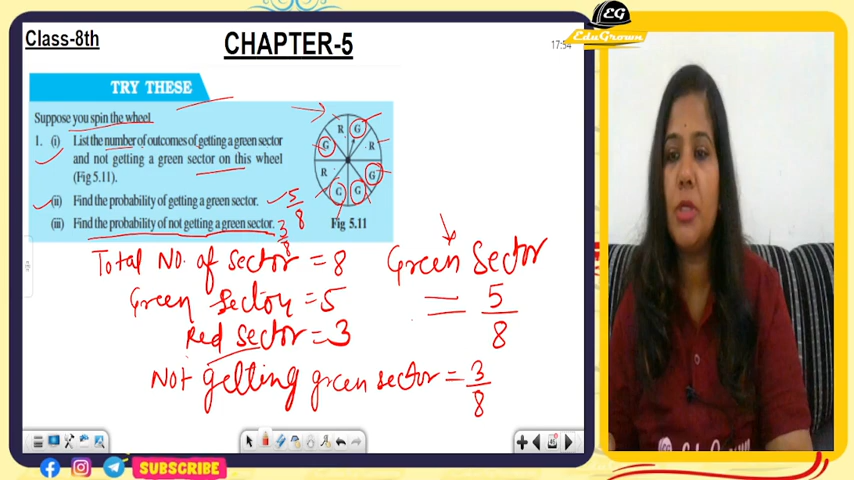 Class-8th
CHAPTER-5
EG
EduGrown
17:54
TRY THESE
Suppose you spin the wheel
1. (i) List the number of outcomes of getting a green sector
and not getting a green sector on this wheel
(Fig 5.11).
(ii) Find the probability of getting a green sector. 5/8
(iii) Find the probability of not getting a green sector. 3/8
R G
G R
R G
G G
Fig 5.11
Total No. of sector = 8
Green sector = 5
Red sector = 3
Not getting green sector = 3/8
Green Sector
= 5/8
SUBSCRIBE